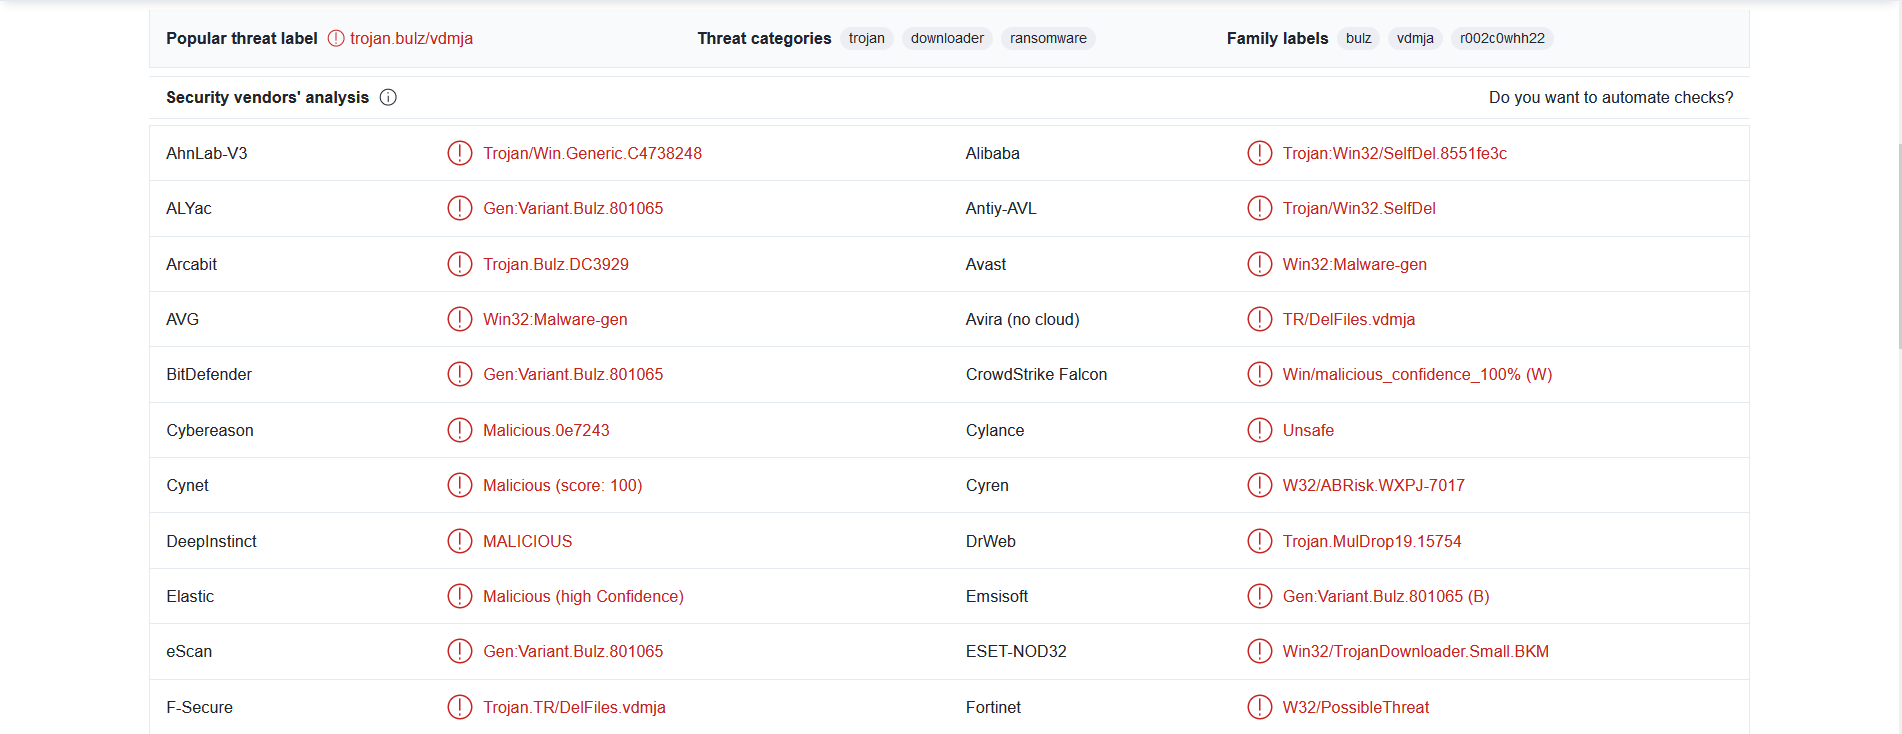 Popular threat label trojan.bulz/vdmja Threat categories trojan downloader ransomware Family labels bulz vdmja r002c0whh22
Security vendors' analysis Do you want to automate checks?
AhnLab-V3 Trojan/Win.Generic.C4738248 Alibaba Trojan:Win32/SelfDel.8551fe3c
ALYac Gen:Variant.Bulz.801065 Antiy-AVL Trojan/Win32.SelfDel
Arcabit Trojan.Bulz.DC3929 Avast Win32:Malware-gen
AVG Win32:Malware-gen Avira (no cloud) TR/DelFiles.vdmja
BitDefender Gen:Variant.Bulz.801065 CrowdStrike Falcon Win/malicious_confidence_100% (W)
Cybereason Malicious.0e7243 Cylance Unsafe
Cynet Malicious (score: 100) Cyren W32/ABRisk.WXPJ-7017
DeepInstinct MALICIOUS DrWeb Trojan.MulDrop19.15754
Elastic Malicious (high Confidence) Emsisoft Gen:Variant.Bulz.801065 (B)
eScan Gen:Variant.Bulz.801065 ESET-NOD32 Win32/TrojanDownloader.Small.BKM
F-Secure Trojan.TR/DelFiles.vdmja Fortinet W32/PossibleThreat